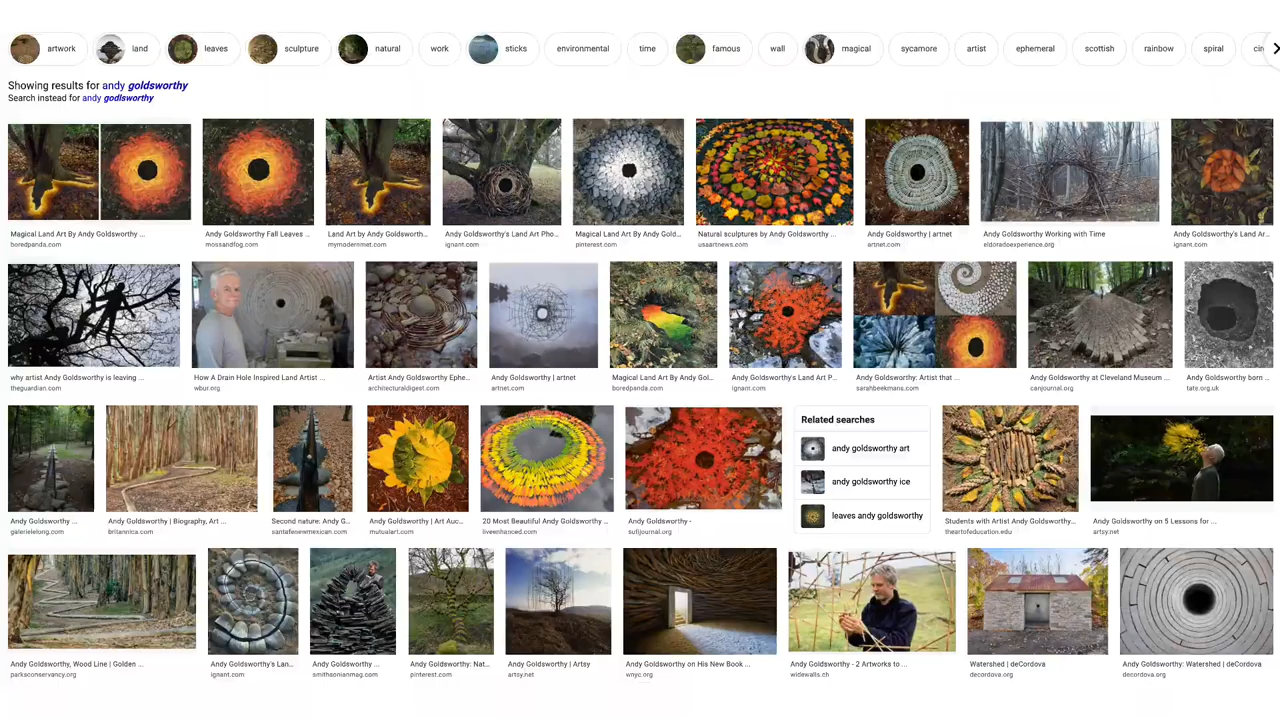 artwork
land
leaves
sculpture
natural
work
sticks
environmental
time
famous
wall
magical
sycamore
artist
ephemeral
scottish
rainbow
spiral
Showing results for andy goldsworthy
Search instead for andy godlsworthy
Magical Land Art By Andy Goldsworthy ...
boredpanda.com
Andy Goldsworthy Fall Leaves ...
mossandfog.com
Land Art by Andy Goldsworth...
mymodernmet.com
Andy Goldsworthy's Land Art Pho...
ignant.com
Magical Land Art By Andy Gold...
pinterest.com
Natural sculptures by Andy Goldsworthy ...
usaartnews.com
Andy Goldsworthy | artnet
artnet.com
Andy Goldsworthy Working with Time
eldoradoexperience.org
Andy Goldsworthy's Land Ar...
ignant.com
why artist Andy Goldsworthy is leaving ...
theguardian.com
How A Drain Hole Inspired Land Artist ...
wbur.org
Artist Andy Goldsworthy Ephe...
architecturaldigest.com
Andy Goldsworthy | artnet
artnet.com
Magical Land Art By Andy Gol...
boredpanda.com
Andy Goldsworthy's Land Art P...
ignant.com
Andy Goldsworthy: Artist that ...
sarahbeekmans.com
Andy Goldsworthy at Cleveland Museum ...
canjournal.org
Andy Goldsworthy born ...
tate.org.uk
Andy Goldsworthy ...
galerielelong.com
Andy Goldsworthy | Biography, Art ...
britannica.com
Second nature: Andy G...
santafenewmexican.com
Andy Goldsworthy | Art Auc...
mutualart.com
20 Most Beautiful Andy Goldsworthy ...
liveenhanced.com
Andy Goldsworthy -
sufijournal.org
Related searches
andy goldsworthy art
andy goldsworthy ice
leaves andy goldsworthy
Students with Artist Andy Goldsworthy...
theartofeducation.edu
Andy Goldsworthy on 5 Lessons for ...
artsy.net
Andy Goldsworthy, Wood Line | Golden ...
parksconservancy.org
Andy Goldsworthy's Lan...
ignant.com
Andy Goldsworthy ...
smithsonianmag.com
Andy Goldsworthy: Nat...
pinterest.com
Andy Goldsworthy | Artsy
artsy.net
Andy Goldsworthy on His New Book ...
wnyc.org
Andy Goldsworthy - 2 Artworks to ...
widewalls.ch
Watershed | deCordova
decordova.org
Andy Goldsworthy: Watershed | deCordova
decordova.org